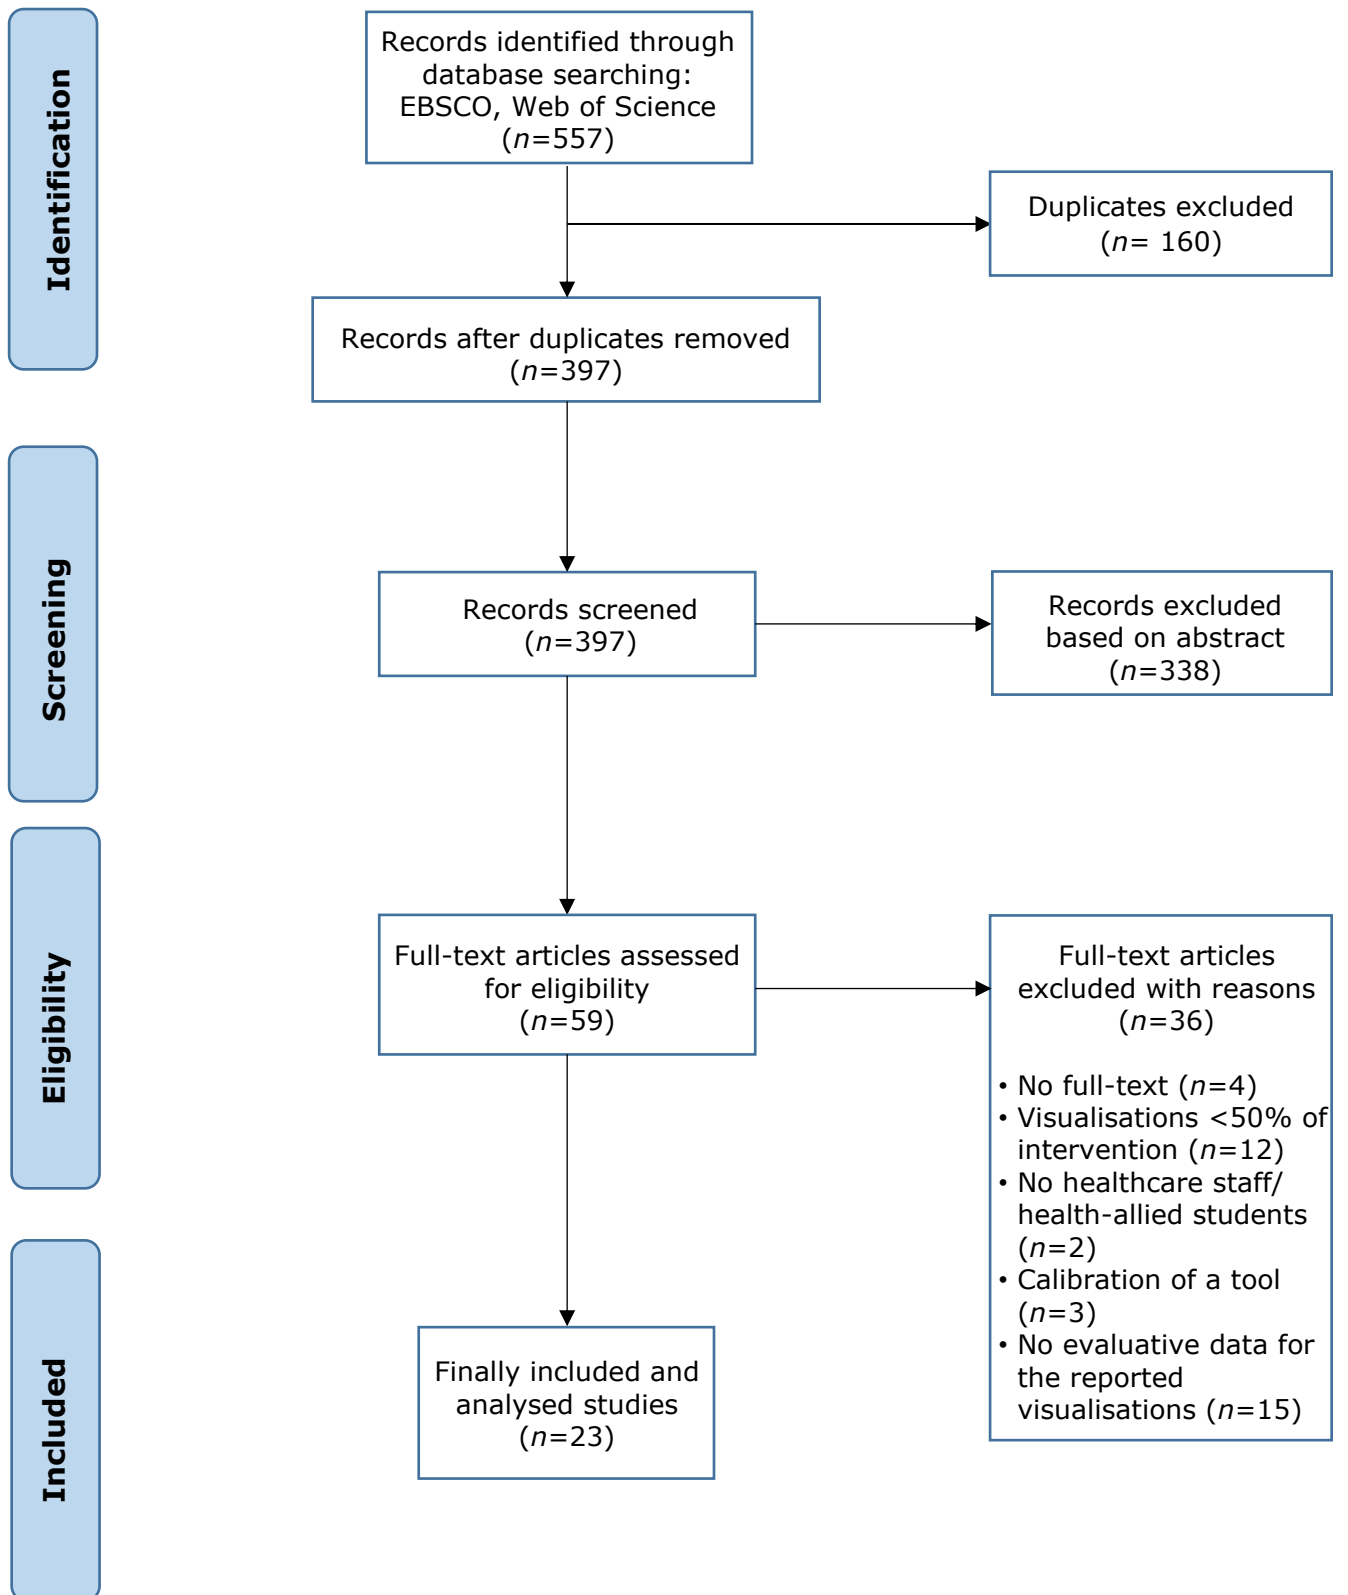 Identification
Records identified through
database searching:
EBSCO, Web of Science
(n=557)
Duplicates excluded
(n= 160)
Records after duplicates removed
(n=397)
Screening
Records screened
(n=397)
Records excluded
based on abstract
(n=338)
Eligibility
Full-text articles assessed
for eligibility
(n=59)
Full-text articles
excluded with reasons
(n=36)
• No full-text (n=4)
• Visualisations <50% of
intervention (n=12)
• No healthcare staff/
health-allied students
(n=2)
• Calibration of a tool
(n=3)
• No evaluative data for
the reported
visualisations (n=15)
Included
Finally included and
analysed studies
(n=23)